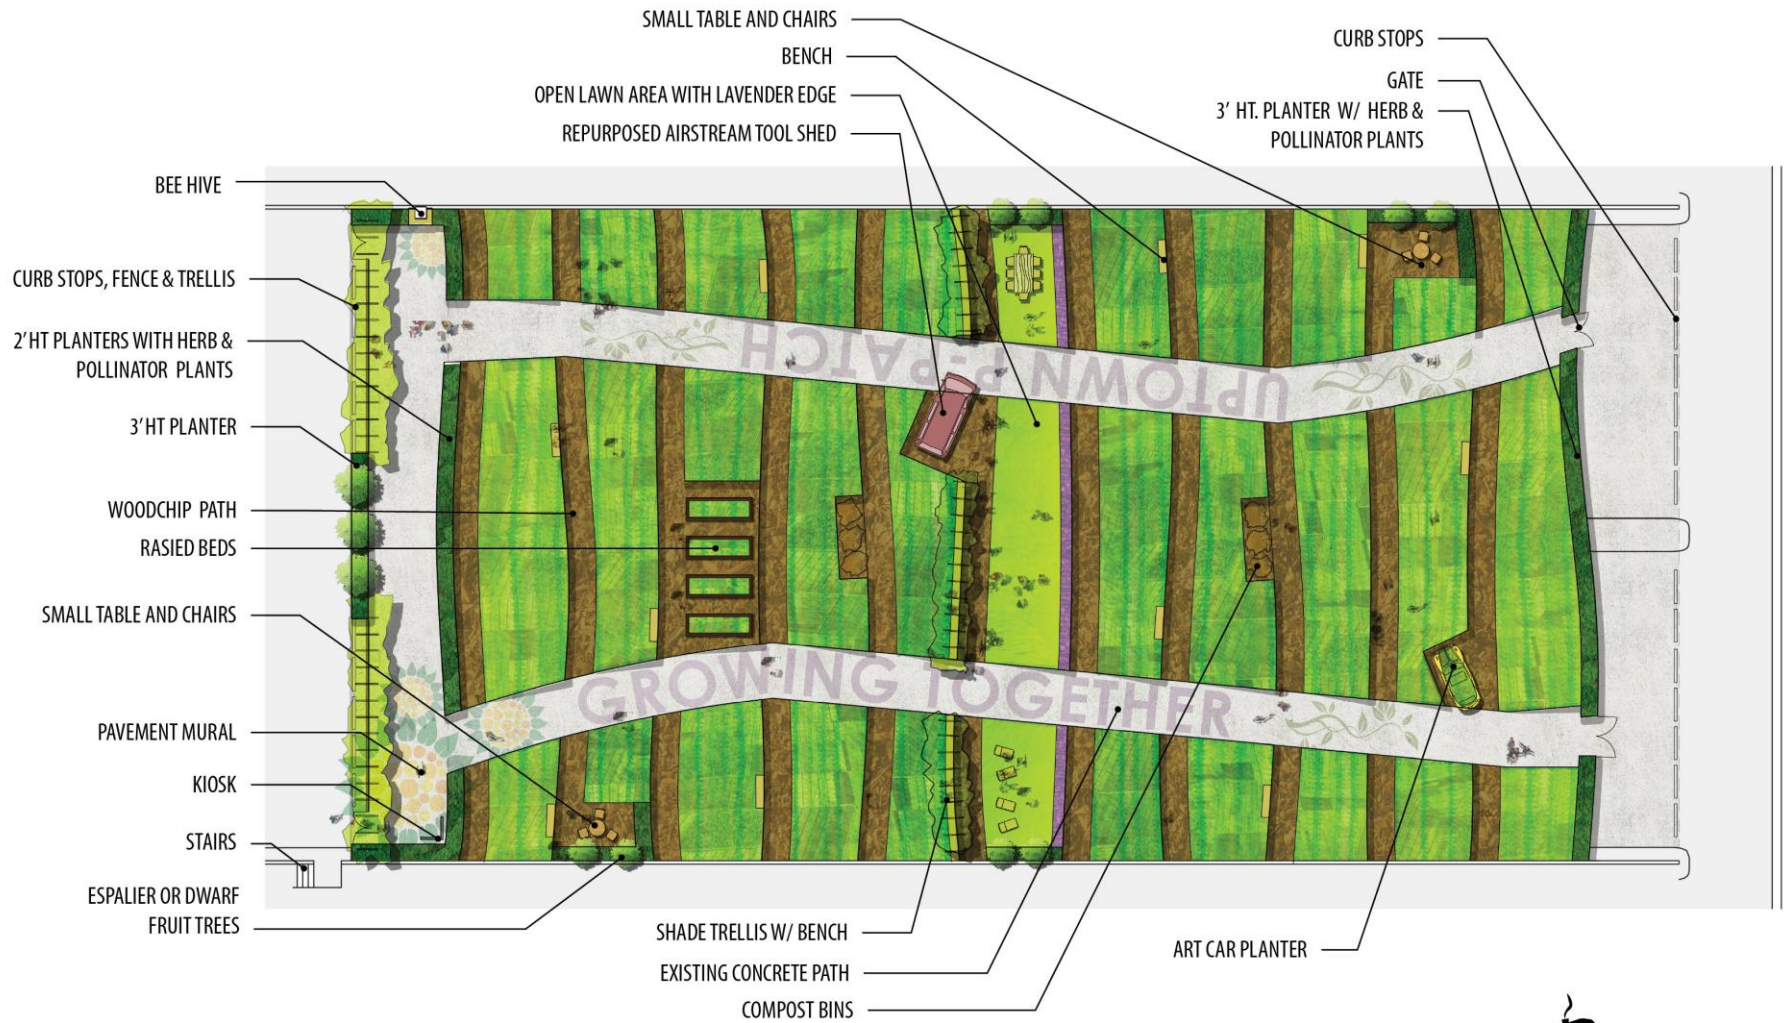 SMALL TABLE AND CHAIRS
BENCH
OPEN LAWN AREA WITH LAVENDER EDGE
REPURPOSED AIRSTREAM TOOL SHED
CURB STOPS
GATE
3' HT. PLANTER W/ HERB &
POLLINATOR PLANTS
BEE HIVE
CURB STOPS, FENCE & TRELLIS
2' HT PLANTERS WITH HERB &
POLLINATOR PLANTS
3' HT PLANTER
WOODCHIP PATH
RASIED BEDS
SMALL TABLE AND CHAIRS
PAVEMENT MURAL
KIOSK
STAIRS
ESPALIER OR DWARF
FRUIT TREES
UPTOWN P-PATCH
GROWING TOGETHER
SHADE TRELLIS W/ BENCH
EXISTING CONCRETE PATH
COMPOST BINS
ART CAR PLANTER